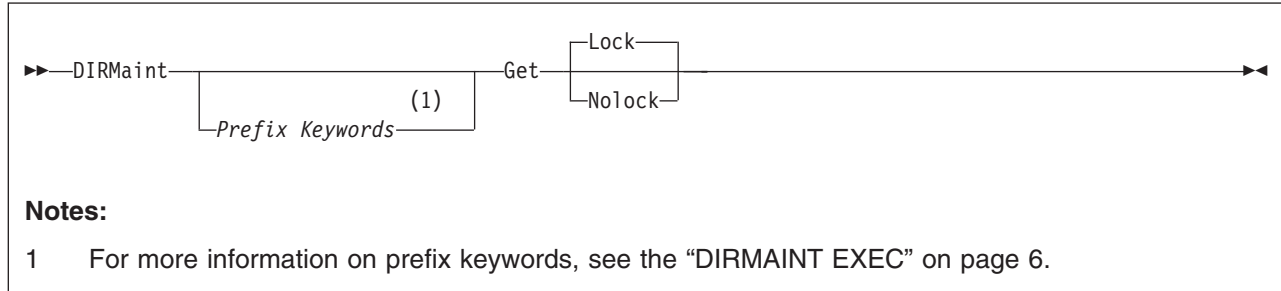 Lock
DIRMaint Get
Nolock
(1)
Prefix Keywords
Notes:
1 For more information on prefix keywords, see the “DIRMAINT EXEC” on page 6.